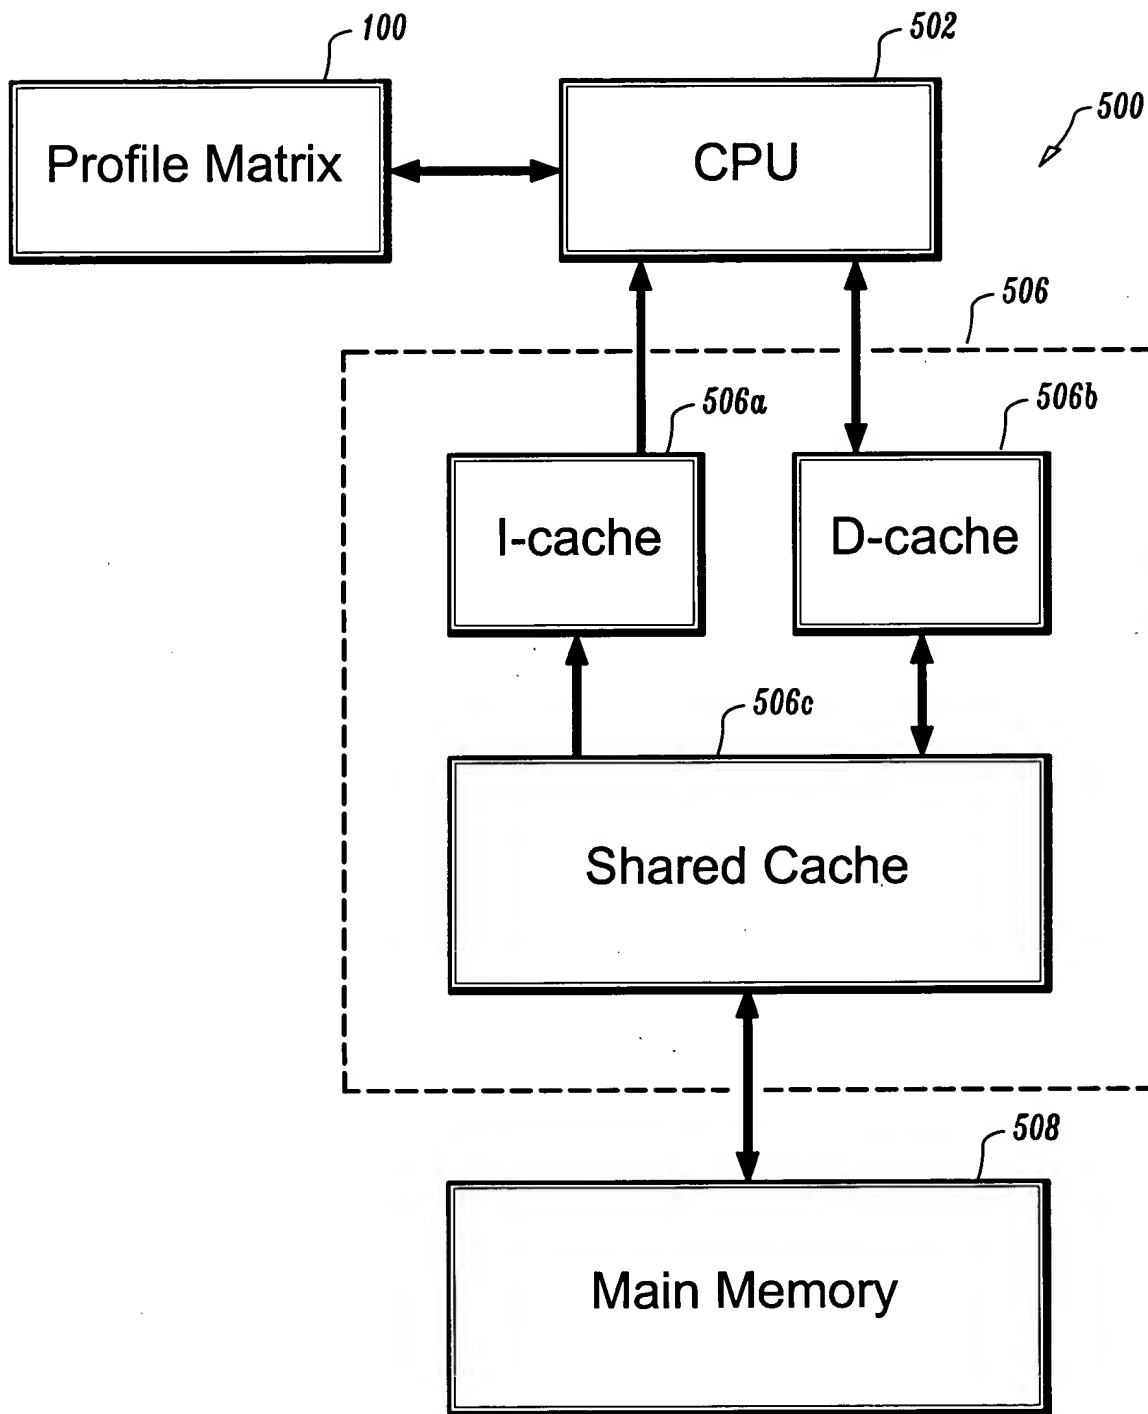 100
502
500
Profile Matrix
CPU
506
506a
506b
I-cache
D-cache
506c
Shared Cache
508
Main Memory